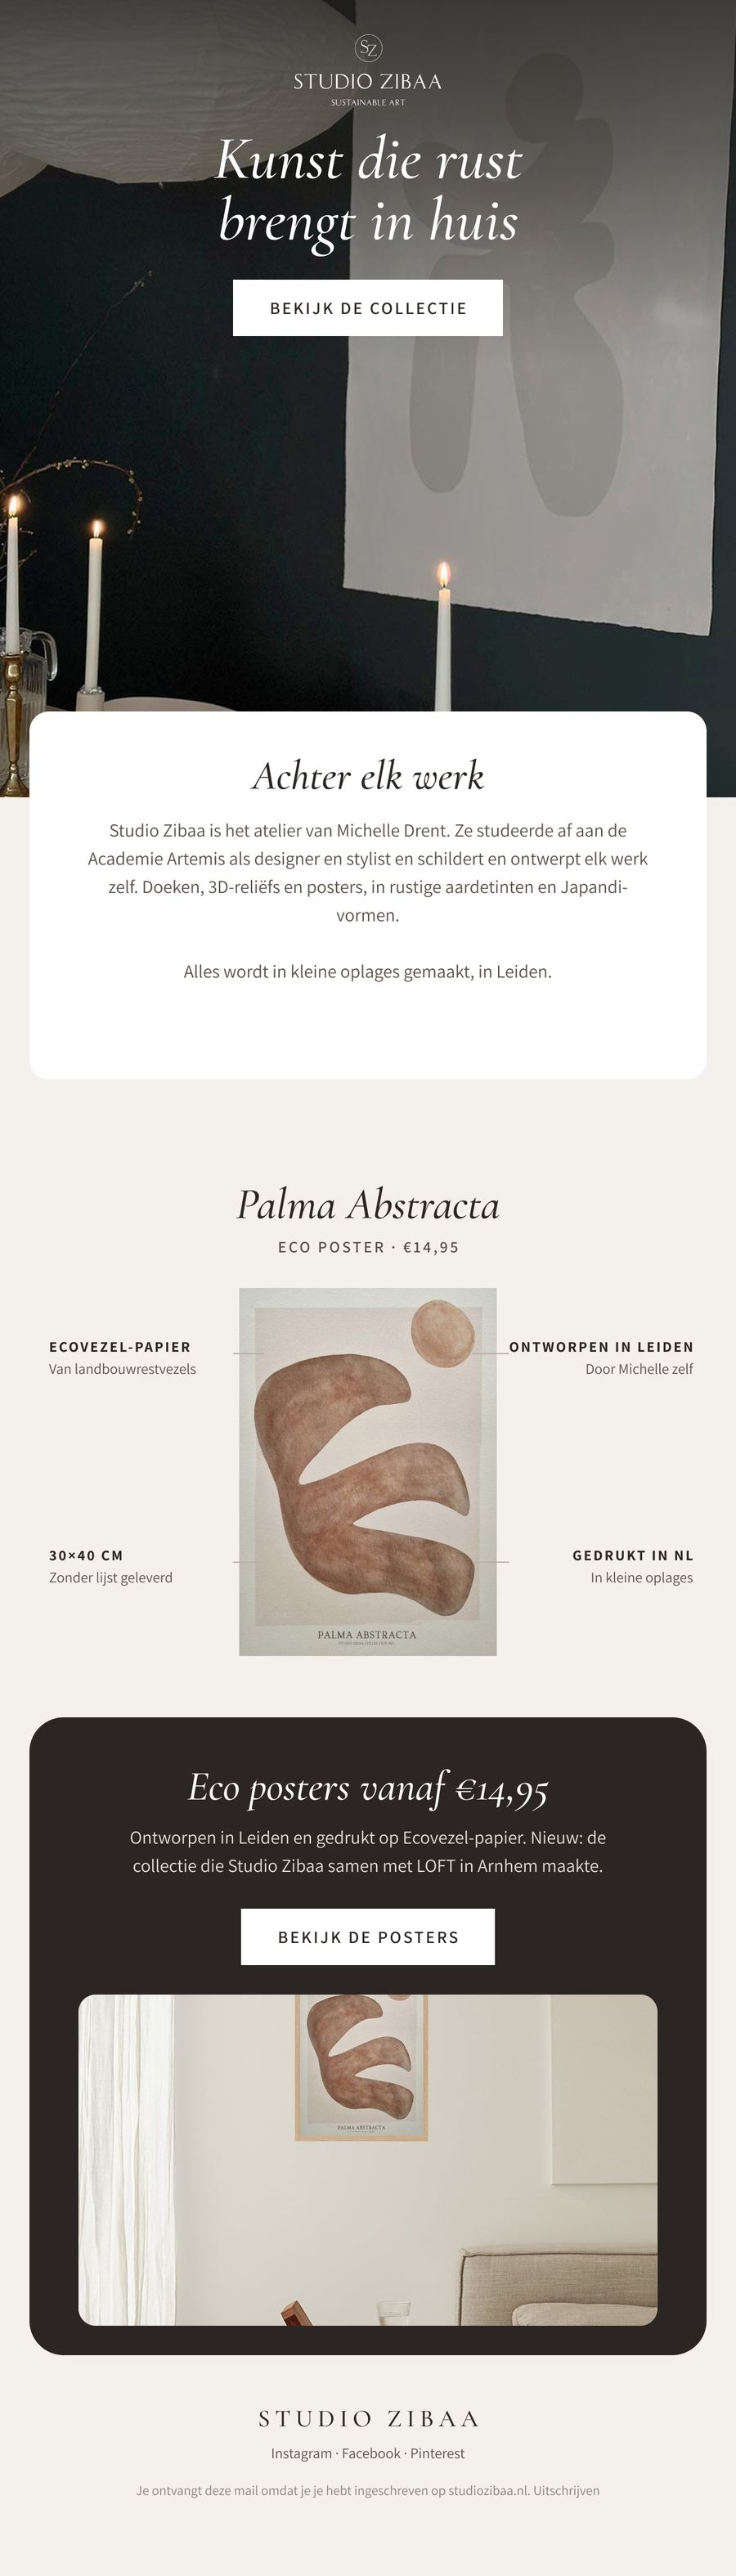 SZ
STUDIO ZIBAA
SUSTAINABLE ART
Kunst die rust
brengt in huis
BEKIJK DE COLLECTIE
Achter elk werk
Studio Zibaa is het atelier van Michelle Drent. Ze studeerde af aan de
Academie Artemis als designer en stylist en schildert en ontwerpt elk werk
zelf. Doeken, 3D-reliëfs en posters, in rustige aardetinten en Japandi-
vormen.
Alles wordt in kleine oplages gemaakt, in Leiden.
Palma Abstracta
ECO POSTER · €14,95
ECOVEZEL-PAPIER
Van landbouwrestvezels
ONTWORPEN IN LEIDEN
Door Michelle zelf
30×40 CM
Zonder lijst geleverd
GEDRUKT IN NL
In kleine oplages
PALMA ABSTRACTA
Eco posters vanaf €14,95
Ontworpen in Leiden en gedrukt op Ecovezel-papier. Nieuw: de
collectie die Studio Zibaa samen met LOFT in Arnhem maakte.
BEKIJK DE POSTERS
PALMA ABSTRACTA
STUDIO ZIBAA
Instagram · Facebook · Pinterest
Je ontvangt deze mail omdat je je hebt ingeschreven op studiozibaa.nl. Uitschrijven